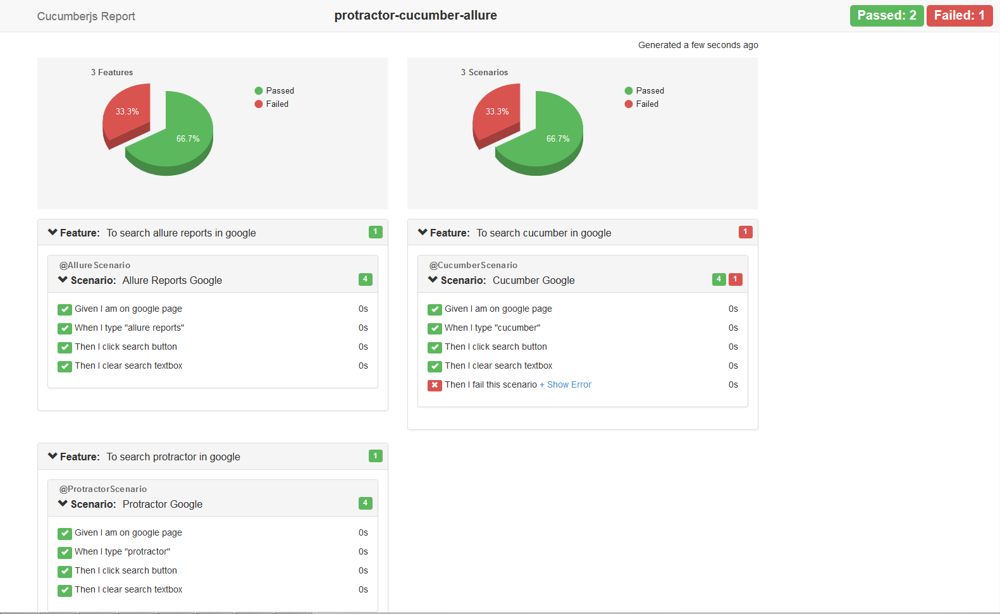 Cucumberjs Report
protractor-cucumber-allure
Passed: 2 Failed: 1
Generated a few seconds ago
3 Features
Passed
Failed
33.3%
66.7%
3 Scenarios
Passed
Failed
33.3%
66.7%
Feature: To search allure reports in google 1
@AllureScenario
Scenario: Allure Reports Google 4
Given I am on google page 0s
When I type "allure reports" 0s
Then I click search button 0s
Then I clear search textbox 0s
Feature: To search cucumber in google 1
@CucumberScenario
Scenario: Cucumber Google 4 1
Given I am on google page 0s
When I type "cucumber" 0s
Then I click search button 0s
Then I clear search textbox 0s
Then I fail this scenario + Show Error 0s
Feature: To search protractor in google 1
@ProtractorScenario
Scenario: Protractor Google 4
Given I am on google page 0s
When I type "protractor" 0s
Then I click search button 0s
Then I clear search textbox 0s